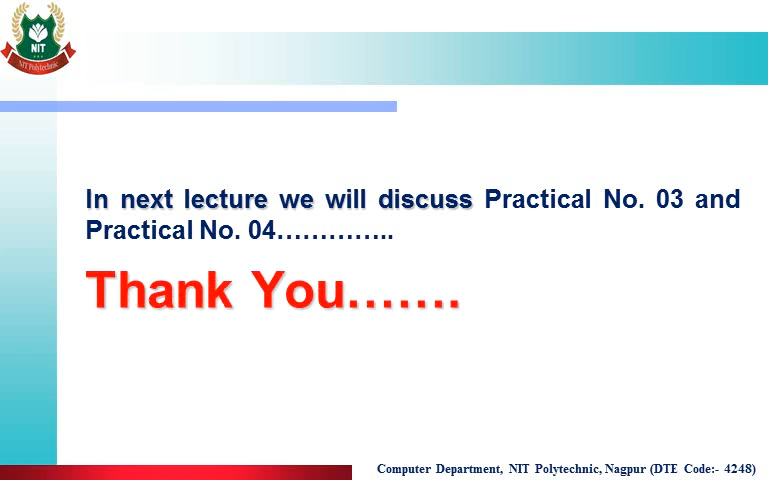 NIT
NIT Polytechnic
In next lecture we will discuss Practical No. 03 and
Practical No. 04…………..
Thank You…….
Computer Department, NIT Polytechnic, Nagpur (DTE Code:- 4248)